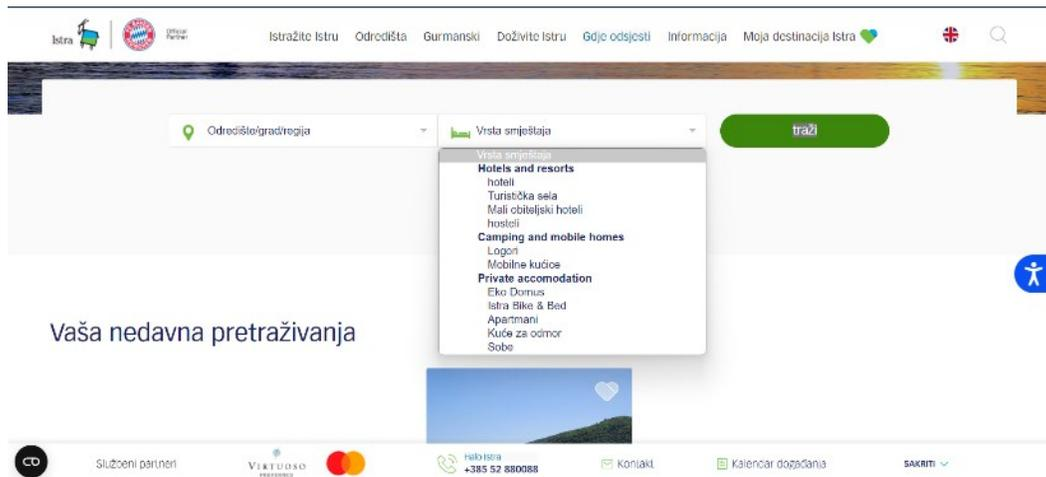 Istra
Official
Partner
Istražite Istru Odredišta Gurmanski Doživite Istru Gdje odsjesti Informacija Moja destinacija Istra
Odredište/grad/regija
Vrsta smještaja
traži
Vrsta smještaja
Hotels and resorts
hoteli
Turistička sela
Mali obiteljski hoteli
hosteli
Camping and mobile homes
Logori
Mobilne kućice
Private accomodation
Eko Domus
Istra Bike & Bed
Apartmani
Kuće za odmor
Sobe
Vaša nedavna pretraživanja
Službeni partneri
VIRTUOSO
PREFERRED
Halo Istra
+385 52 880088
Kontakt
Kalendar događanja
SAKRITI